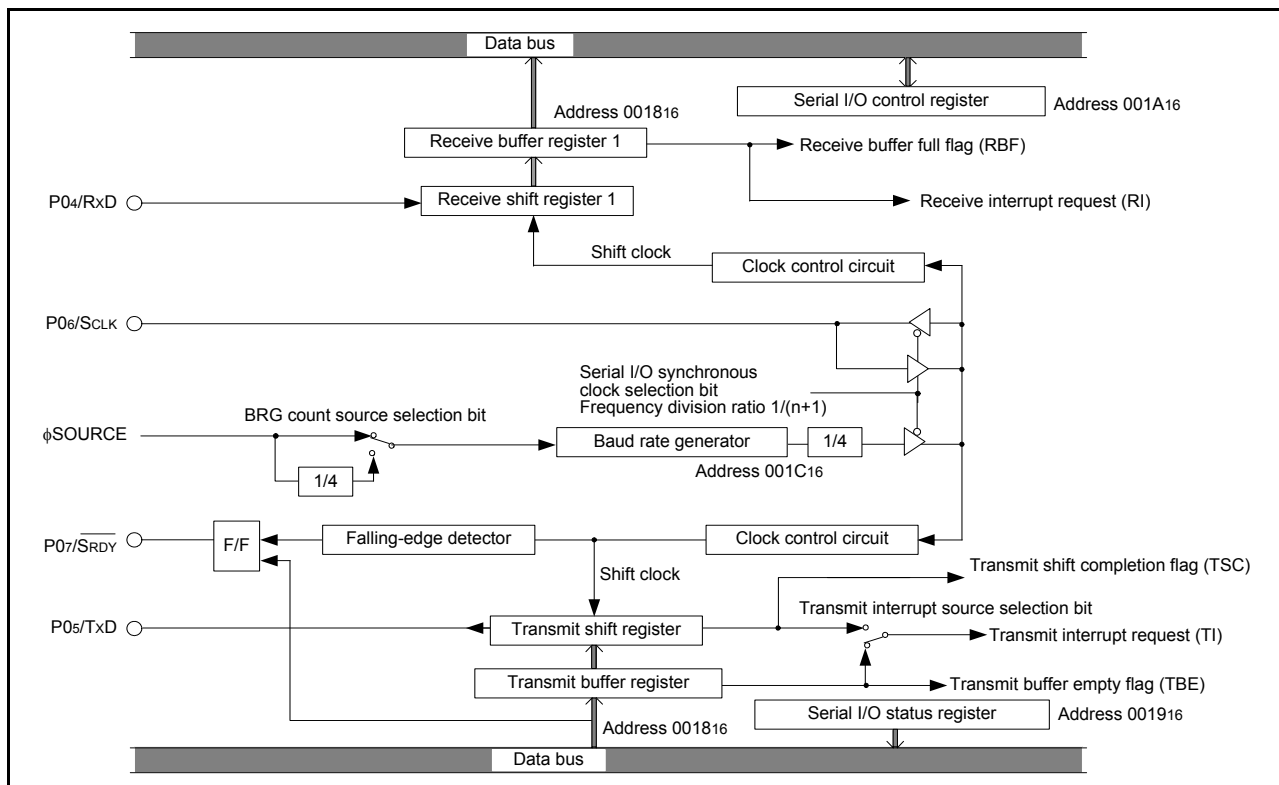 Data bus
Serial I/O control register
Address 001A16
Address 001816
Receive buffer register 1
Receive buffer full flag (RBF)
P04/RXD
Receive shift register 1
Receive interrupt request (RI)
Shift clock
Clock control circuit
P06/SCLK
Serial I/O synchronous
clock selection bit
Frequency division ratio 1/(n+1)
BRG count source selection bit
ϕSOURCE
Baud rate generator
1/4
Address 001C16
1/4
P07/SRDY
F/F
Falling-edge detector
Clock control circuit
Shift clock
Transmit shift completion flag (TSC)
Transmit interrupt source selection bit
P05/TXD
Transmit shift register
Transmit interrupt request (TI)
Transmit buffer register
Transmit buffer empty flag (TBE)
Address 001816
Serial I/O status register
Address 001916
Data bus